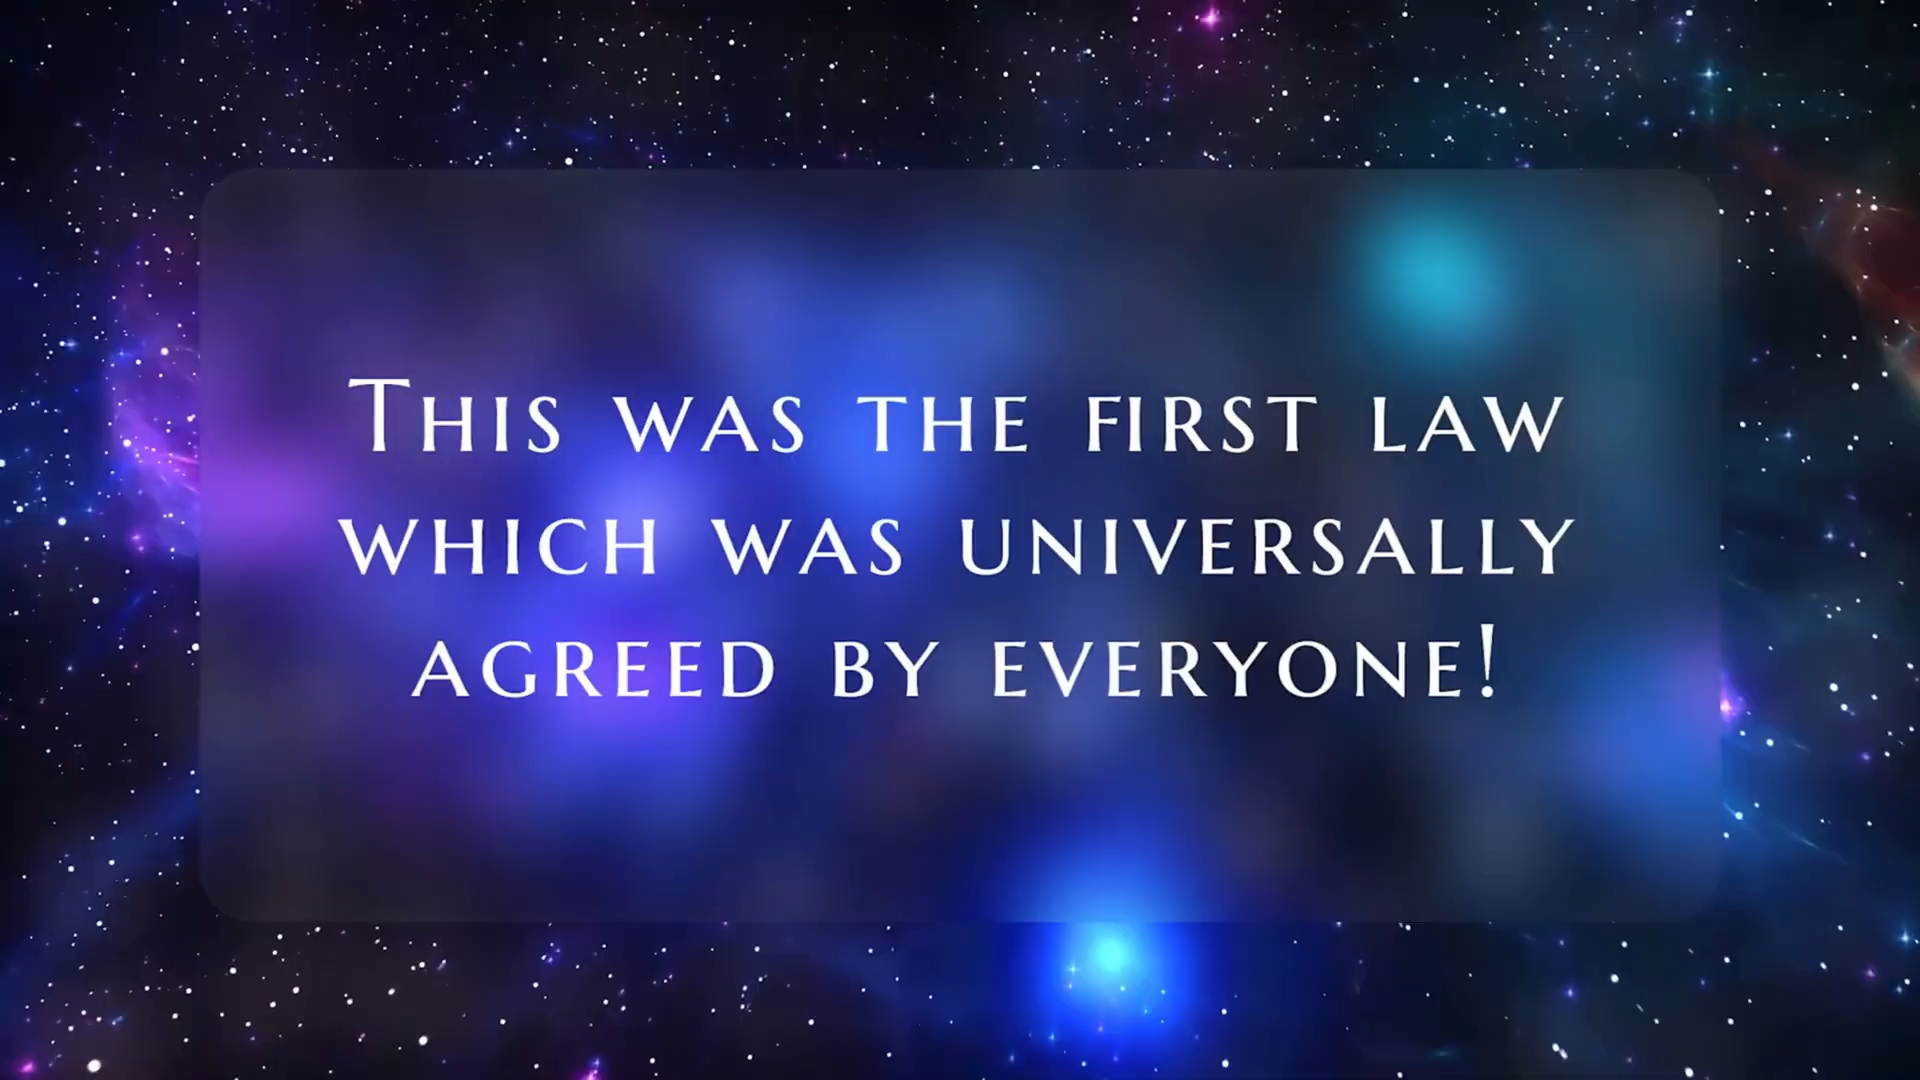 This was the first law
which was universally
agreed by everyone!